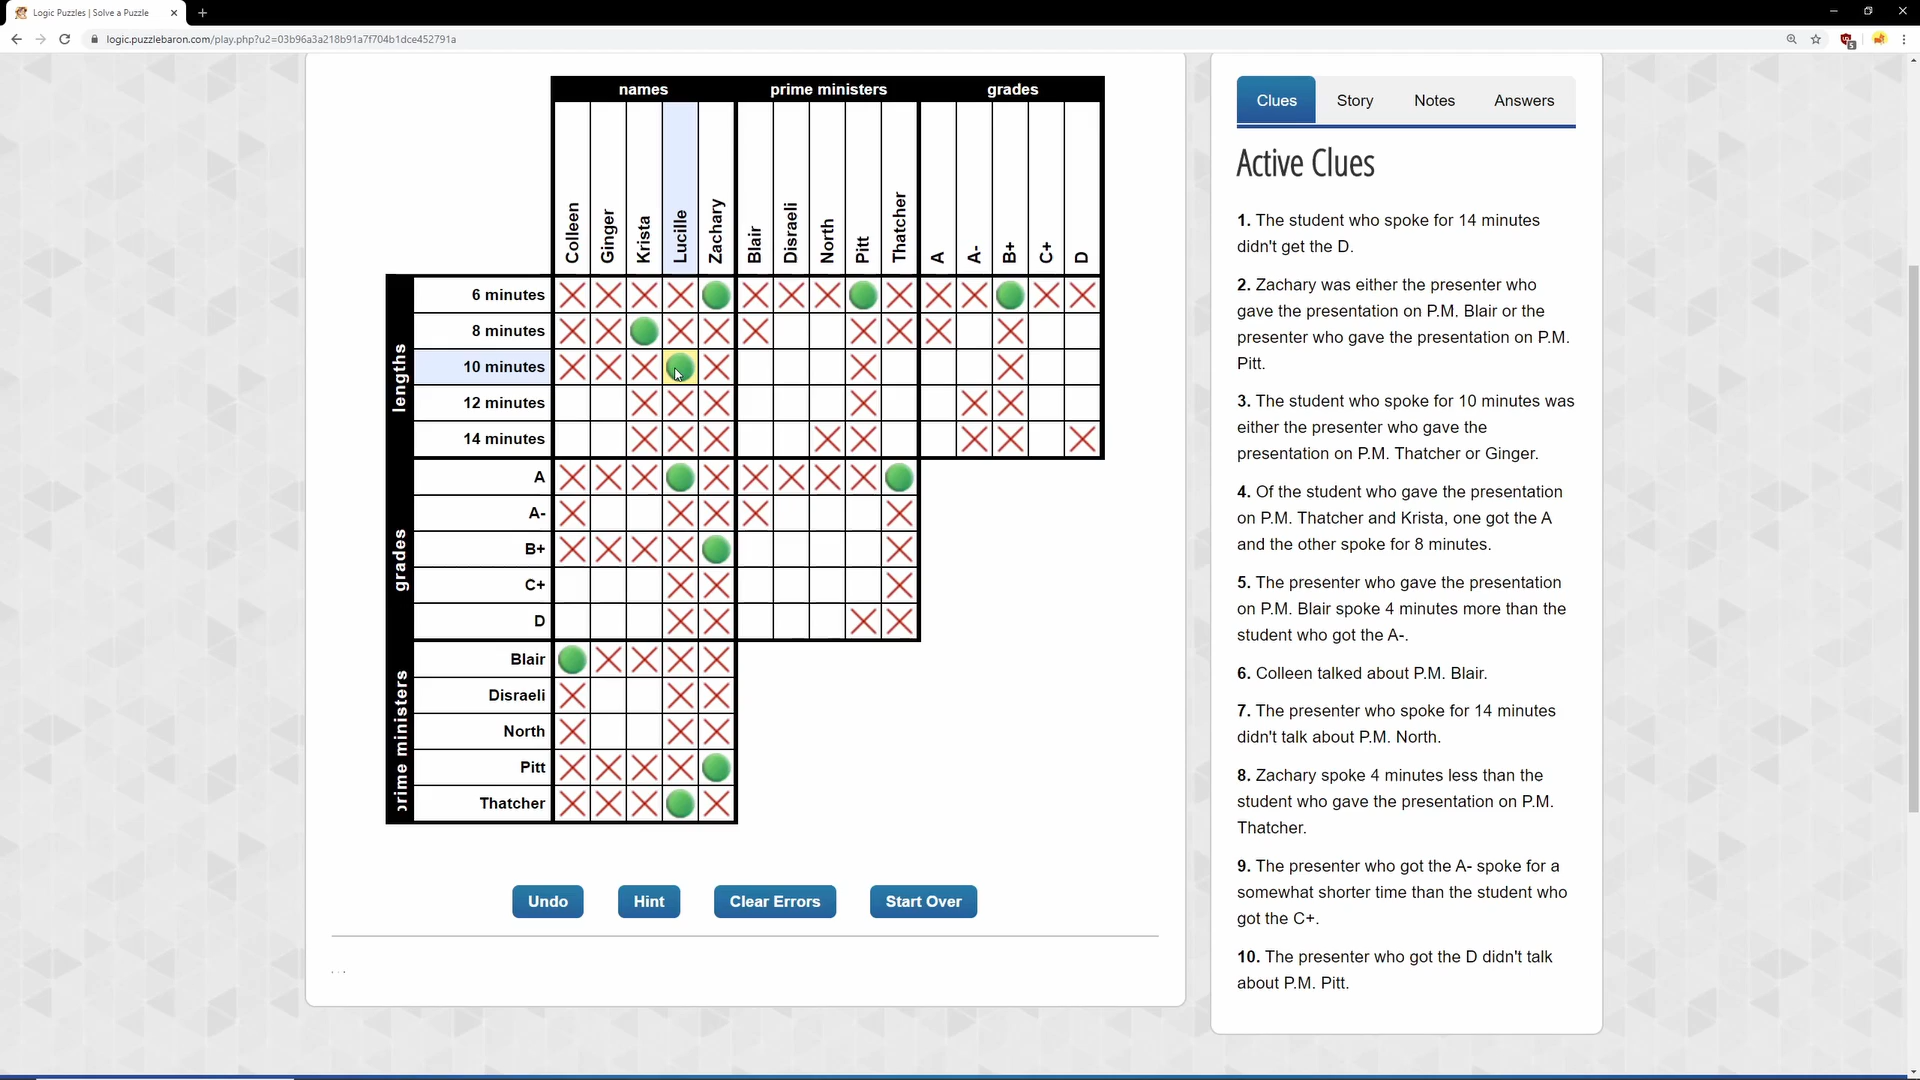 Logic Puzzles | Solve a Puzzle
logic.puzzlebaron.com/play.php?u2=03b96a3a218b91a7f704b1dce452791a
5
names
prime ministers
grades
Colleen
Ginger
Krista
Lucille
Zachary
Blair
Disraeli
North
Pitt
Thatcher
A
A-
B+
C+
D
lengths
6 minutes
8 minutes
10 minutes
12 minutes
14 minutes
grades
A
A-
B+
C+
D
prime ministers
Blair
Disraeli
North
Pitt
Thatcher
Undo
Hint
Clear Errors
Start Over
. . .
Clues
Story
Notes
Answers
Active Clues
1. The student who spoke for 14 minutes
didn't get the D.
2. Zachary was either the presenter who
gave the presentation on P.M. Blair or the
presenter who gave the presentation on P.M.
Pitt.
3. The student who spoke for 10 minutes was
either the presenter who gave the
presentation on P.M. Thatcher or Ginger.
4. Of the student who gave the presentation
on P.M. Thatcher and Krista, one got the A
and the other spoke for 8 minutes.
5. The presenter who gave the presentation
on P.M. Blair spoke 4 minutes more than the
student who got the A-.
6. Colleen talked about P.M. Blair.
7. The presenter who spoke for 14 minutes
didn't talk about P.M. North.
8. Zachary spoke 4 minutes less than the
student who gave the presentation on P.M.
Thatcher.
9. The presenter who got the A- spoke for a
somewhat shorter time than the student who
got the C+.
10. The presenter who got the D didn't talk
about P.M. Pitt.